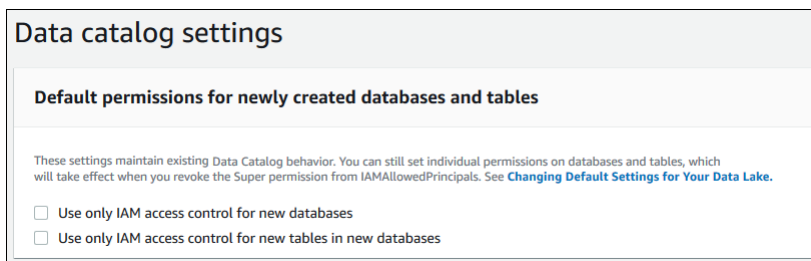 Data catalog settings
Default permissions for newly created databases and tables
These settings maintain existing Data Catalog behavior. You can still set individual permissions on databases and tables, which
will take effect when you revoke the Super permission from IAMAllowedPrincipals. See Changing Default Settings for Your Data Lake.
Use only IAM access control for new databases
Use only IAM access control for new tables in new databases